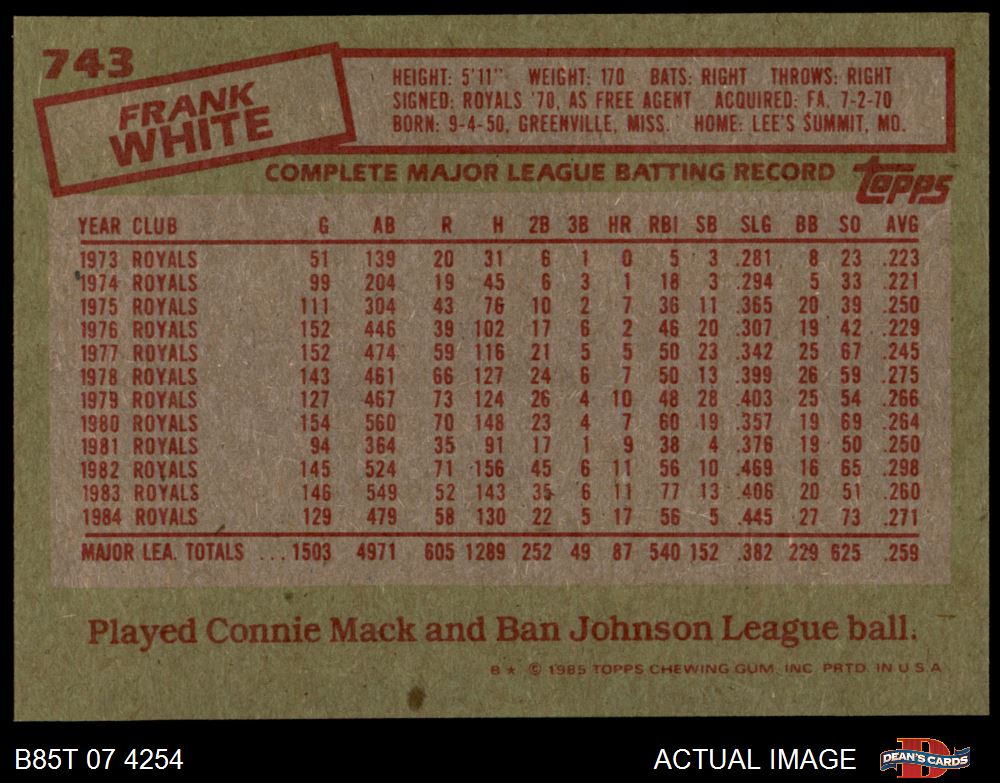 743
FRANK
WHITE
HEIGHT: 5'11" WEIGHT: 170 BATS: RIGHT THROWS: RIGHT
SIGNED: ROYALS '70, AS FREE AGENT ACQUIRED: FA, 7-2-70
BORN: 9-4-50, GREENVILLE, MISS. HOME: LEE'S SUMMIT, MO.
COMPLETE MAJOR LEAGUE BATTING RECORD
topps
YEAR CLUB G AB R H 2B 3B HR RBI SB SLG BB SO AVG
1973 ROYALS 51 139 20 31 6 1 0 5 3 .281 8 23 .223
1974 ROYALS 99 204 19 45 6 3 1 18 3 .294 5 33 .221
1975 ROYALS 111 304 43 76 10 2 7 36 11 .365 20 39 .250
1976 ROYALS 152 446 39 102 17 6 2 46 20 .307 19 42 .229
1977 ROYALS 152 474 59 116 21 5 5 50 23 .342 25 67 .245
1978 ROYALS 143 461 66 127 24 6 7 50 13 .399 26 59 .275
1979 ROYALS 127 467 73 124 26 4 10 48 28 .403 25 54 .266
1980 ROYALS 154 560 70 148 23 4 7 60 19 .357 19 69 .264
1981 ROYALS 94 364 35 91 17 1 9 38 4 .376 19 50 .250
1982 ROYALS 145 524 71 156 45 6 11 56 10 .469 16 65 .298
1983 ROYALS 146 549 52 143 35 6 11 77 13 .406 20 51 .260
1984 ROYALS 129 479 58 130 22 5 17 56 5 .445 27 73 .271
MAJOR LEA. TOTALS ... 1503 4971 605 1289 252 49 87 540 152 .382 229 625 .259
Played Connie Mack and Ban Johnson League ball.
B★ © 1985 TOPPS CHEWING GUM, INC. PRTD. IN U.S.A.
B85T 07 4254
ACTUAL IMAGE
D
DEAN'S CARDS